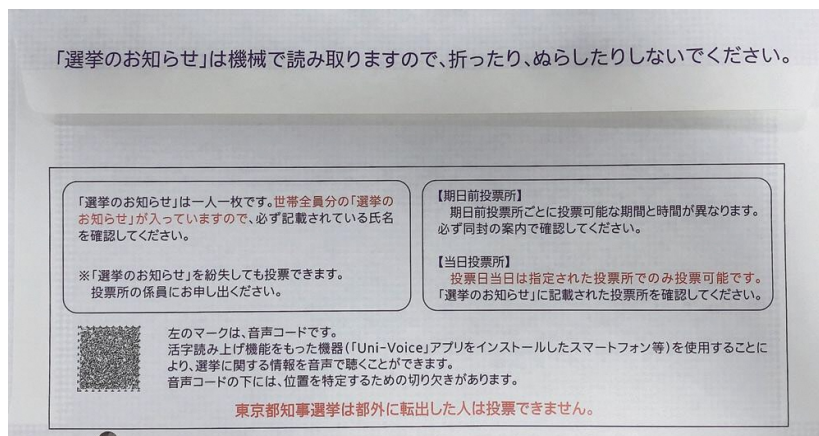 「選挙のお知らせ」は機械で読み取りますので、折ったり、ぬらしたりしないでください。
「選挙のお知らせ」は一人一枚です。世帯全員分の「選挙の
お知らせ」が入っていますので、必ず記載されている氏名
を確認してください。
※「選挙のお知らせ」を紛失しても投票できます。
投票所の係員にお申し出ください。
【期日前投票所】
期日前投票所ごとに投票可能な期間と時間が異なります。
必ず同封の案内で確認してください。
【当日投票所】
投票日当日は指定された投票所でのみ投票可能です。
「選挙のお知らせ」に記載された投票所を確認してください。
左のマークは、音声コードです。
活字読み上げ機能をもった機器(「Uni-Voice」アプリをインストールしたスマートフォン等)を使用することに
より、選挙に関する情報を音声で聴くことができます。
音声コードの下には、位置を特定するための切り欠きがあります。
東京都知事選挙は都外に転出した人は投票できません。